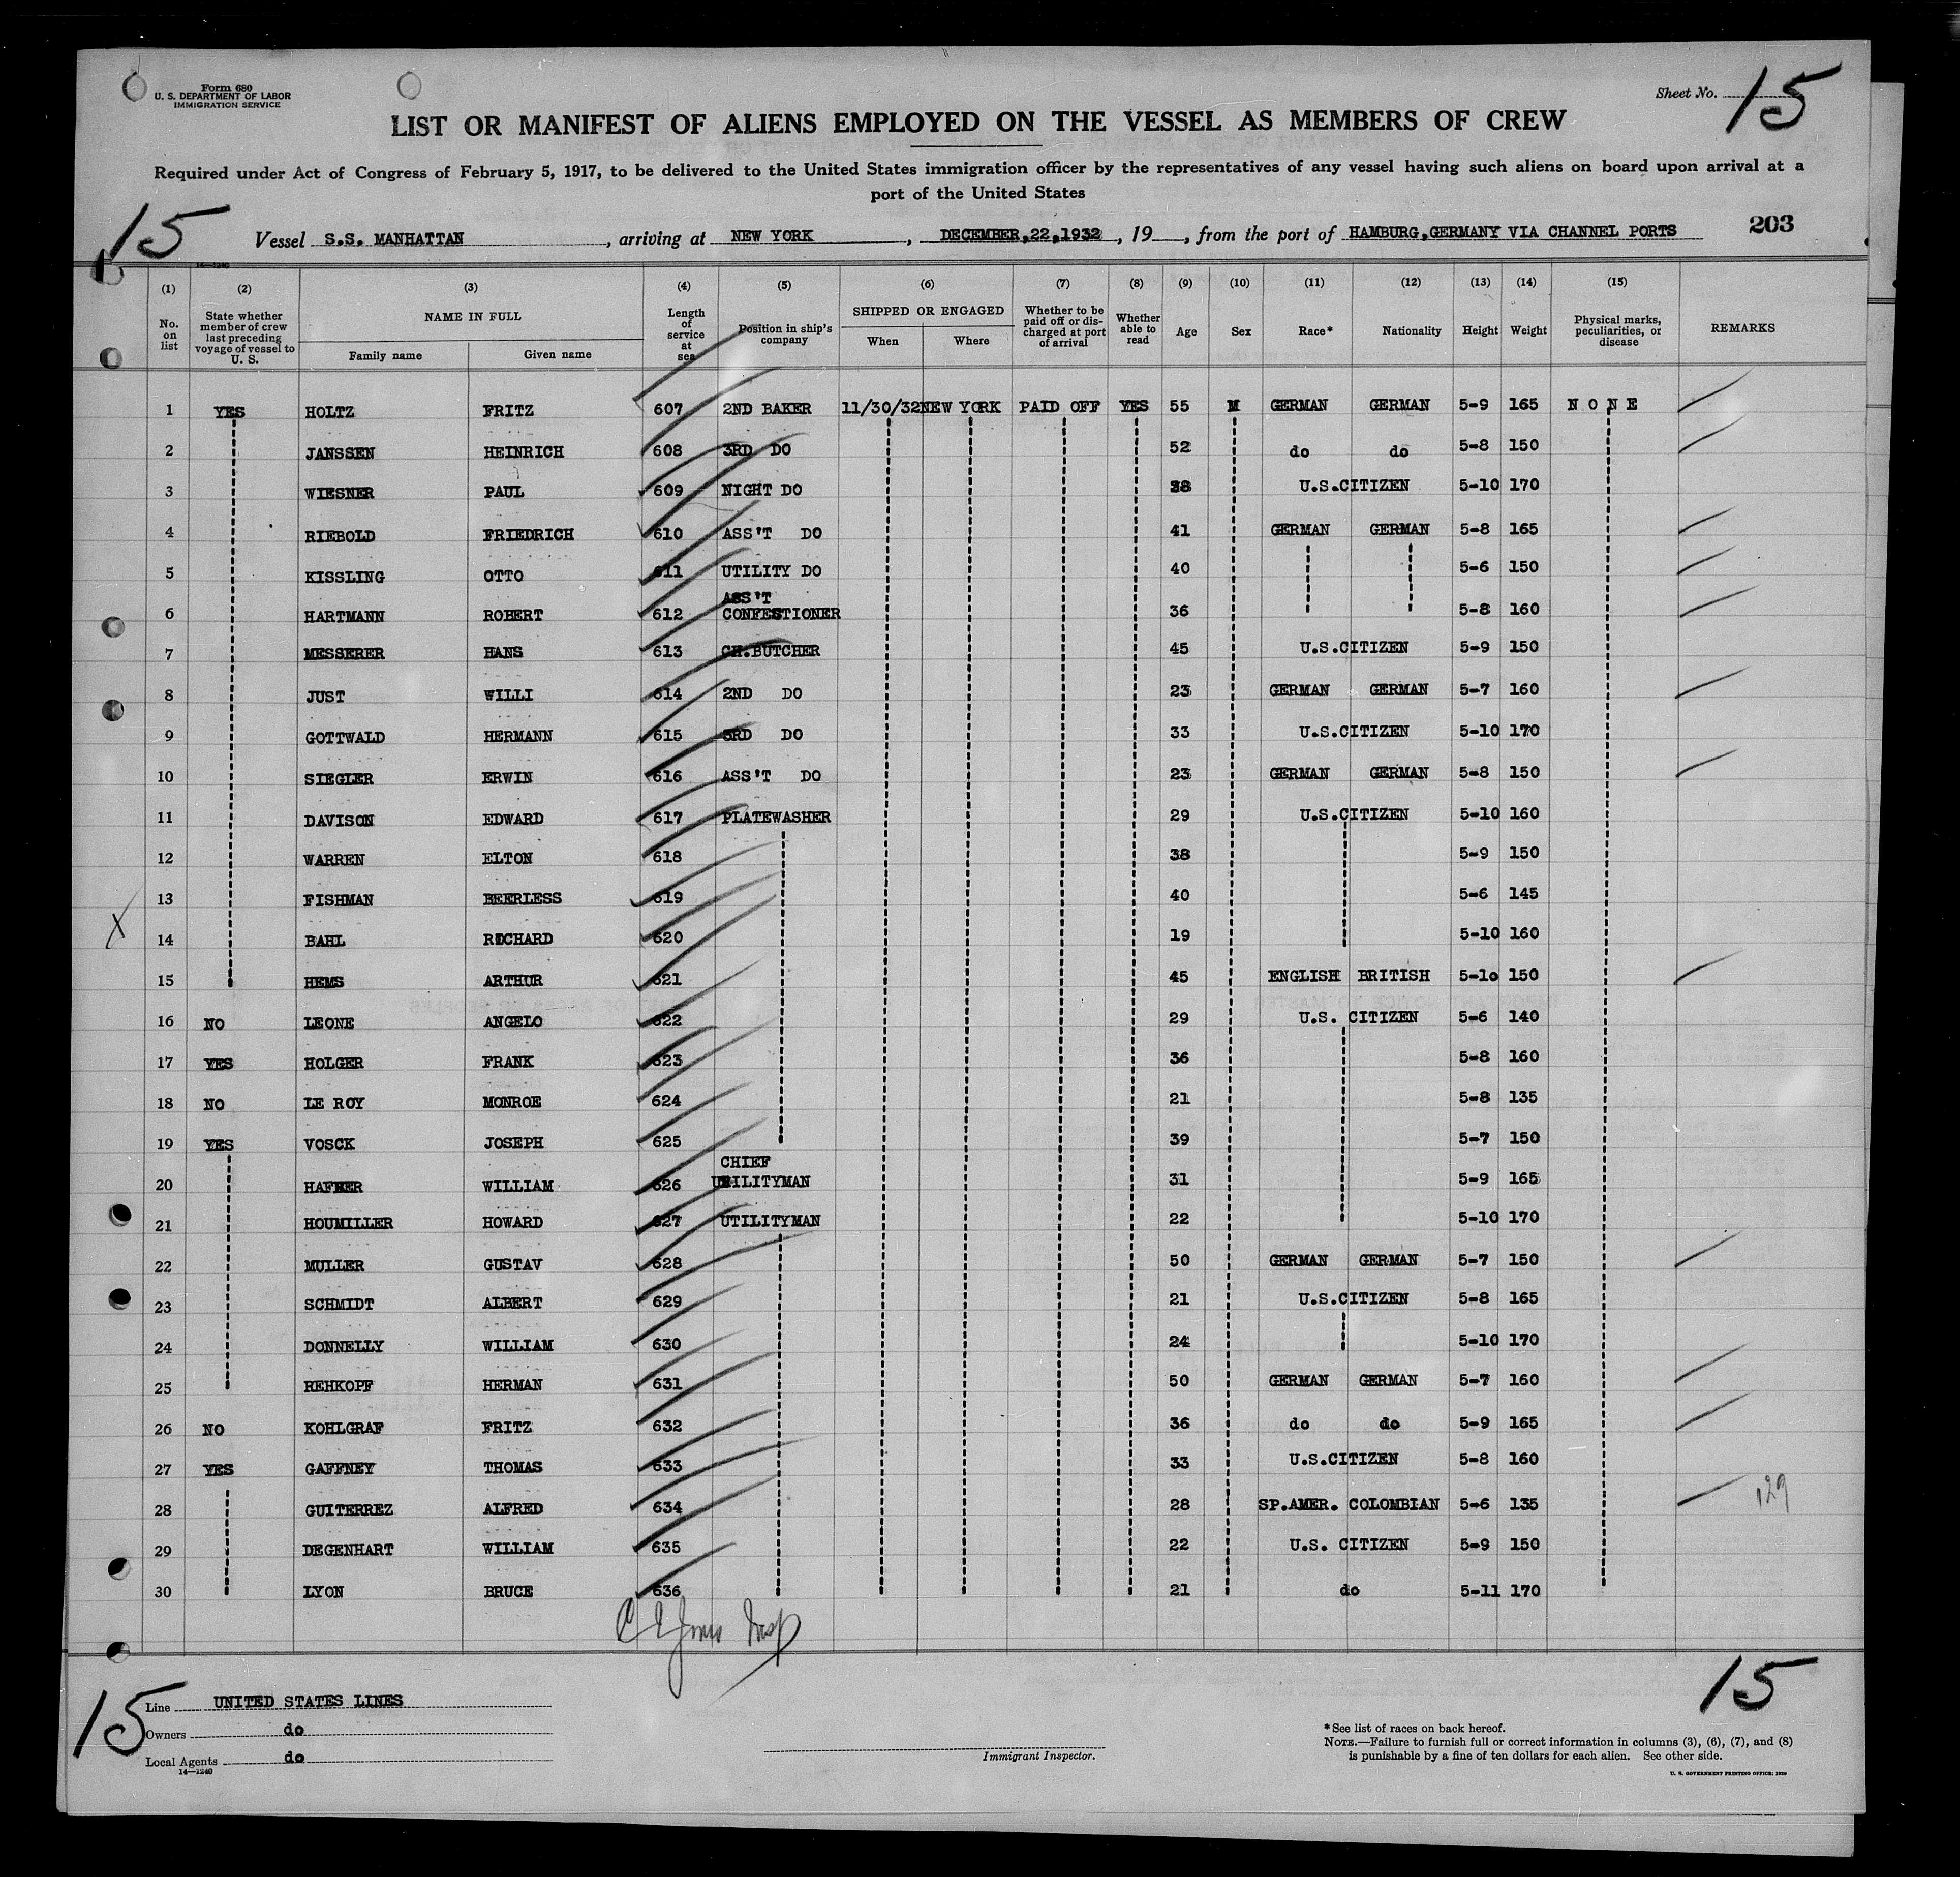 Form 680
U. S. DEPARTMENT OF LABOR
IMMIGRATION SERVICE
Sheet No. 15
LIST OR MANIFEST OF ALIENS EMPLOYED ON THE VESSEL AS MEMBERS OF CREW
Required under Act of Congress of February 5, 1917, to be delivered to the United States immigration officer by the representatives of any vessel having such aliens on board upon arrival at a
port of the United States
15
Vessel S.S. MANHATTAN, arriving at NEW YORK, DECEMBER,22,1932, 19, from the port of HAMBURG,GERMANY VIA CHANNEL PORTS 203
14-1240
(1) (2) (3) (4) (5) (6) (7) (8) (9) (10) (11) (12) (13) (14) (15)
No. on list
State whether member of crew last preceding voyage of vessel to U. S.
NAME IN FULL
Family name Given name
Length of service at sea
Position in ship's company
SHIPPED OR ENGAGED
When Where
Whether to be paid off or discharged at port of arrival
Whether able to read
Age
Sex
Race*
Nationality
Height
Weight
Physical marks, peculiarities, or disease
REMARKS
1 YES HOLTZ FRITZ 607 2ND BAKER 11/30/32 NEW YORK PAID OFF YES 55 M GERMAN GERMAN 5-9 165 N O N E
2 JANSSEN HEINRICH 608 3RD DO 52 do do 5-8 150
3 WIESNER PAUL 609 NIGHT DO 38 U.S.CITIZEN 5-10 170
4 RIEBOLD FRIEDRICH 610 ASS'T DO 41 GERMAN GERMAN 5-8 165
5 KISSLING OTTO 611 UTILITY DO 40 5-6 150
6 HARTMANN ROBERT 612 ASS'T CONFESTIONER 36 5-8 160
7 MESSERER HANS 613 CH.BUTCHER 45 U.S.CITIZEN 5-9 150
8 JUST WILLI 614 2ND DO 23 GERMAN GERMAN 5-7 160
9 GOTTWALD HERMANN 615 3RD DO 33 U.S.CITIZEN 5-10 170
10 SIEGLER ERWIN 616 ASS'T DO 23 GERMAN GERMAN 5-8 150
11 DAVISON EDWARD 617 PLATEWASHER 29 U.S.CITIZEN 5-10 160
12 WARREN ELTON 618 38 5-9 150
13 FISHMAN BEERLESS 619 40 5-6 145
X
14 BAHL RICHARD 620 19 5-10 160
15 HEMS ARTHUR 621 45 ENGLISH BRITISH 5-10 150
16 NO LEONE ANGELO 622 29 U.S. CITIZEN 5-6 140
17 YES HOLGER FRANK 623 36 5-8 160
18 NO LE ROY MONROE 624 21 5-8 135
19 YES VOSCK JOSEPH 625 39 5-7 150
20 HAFNER WILLIAM 626 CHIEF UTILITYMAN 31 5-9 165
21 HOUMILLER HOWARD 627 UTILITYMAN 22 5-10 170
22 MULLER GUSTAV 628 50 GERMAN GERMAN 5-7 150
23 SCHMIDT ALBERT 629 21 U.S.CITIZEN 5-8 165
24 DONNELLY WILLIAM 630 24 5-10 170
25 REHKOPF HERMAN 631 50 GERMAN GERMAN 5-7 160
26 NO KOHLGRAF FRITZ 632 36 do do 5-9 165
27 YES GAFFNEY THOMAS 633 33 U.S.CITIZEN 5-8 160
28 GUITERREZ ALFRED 634 28 SP.AMER. COLOMBIAN 5-6 135 129
29 DEGENHART WILLIAM 635 22 U.S. CITIZEN 5-9 150
30 LYON BRUCE 636 21 do 5-11 170
Insp
15
Line UNITED STATES LINES
Owners do
Local Agents do
14-1240
Immigrant Inspector.
15
*See list of races on back hereof.
NOTE.—Failure to furnish full or correct information in columns (3), (6), (7), and (8)
is punishable by a fine of ten dollars for each alien. See other side.
U. S. GOVERNMENT PRINTING OFFICE: 1930